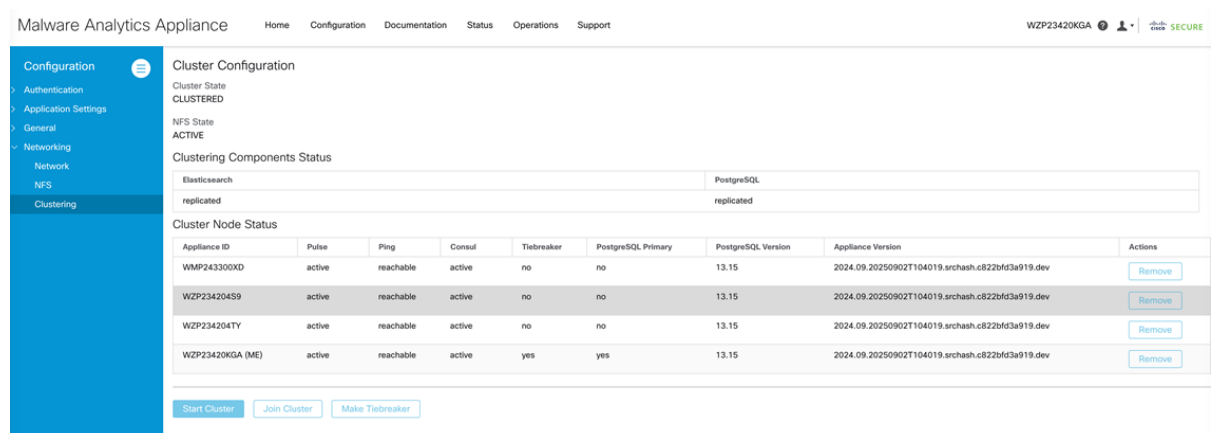 Malware Analytics Appliance Home Configuration Documentation Status Operations Support WZP23420KGA CISCO SECURE
Configuration
Authentication
Application Settings
General
Networking
Network
NFS
Clustering
Cluster Configuration
Cluster State
CLUSTERED
NFS State
ACTIVE
Clustering Components Status
Elasticsearch PostgreSQL
replicated replicated
Cluster Node Status
Appliance ID Pulse Ping Consul Tiebreaker PostgreSQL Primary PostgreSQL Version Appliance Version Actions
WMP243300XD active reachable active no no 13.15 2024.09.20250902T104019.srchash.c822bfd3a919.dev Remove
WZP234204S9 active reachable active no no 13.15 2024.09.20250902T104019.srchash.c822bfd3a919.dev Remove
WZP234204TY active reachable active no no 13.15 2024.09.20250902T104019.srchash.c822bfd3a919.dev Remove
WZP23420KGA (ME) active reachable active yes yes 13.15 2024.09.20250902T104019.srchash.c822bfd3a919.dev Remove
Start Cluster Join Cluster Make Tiebreaker